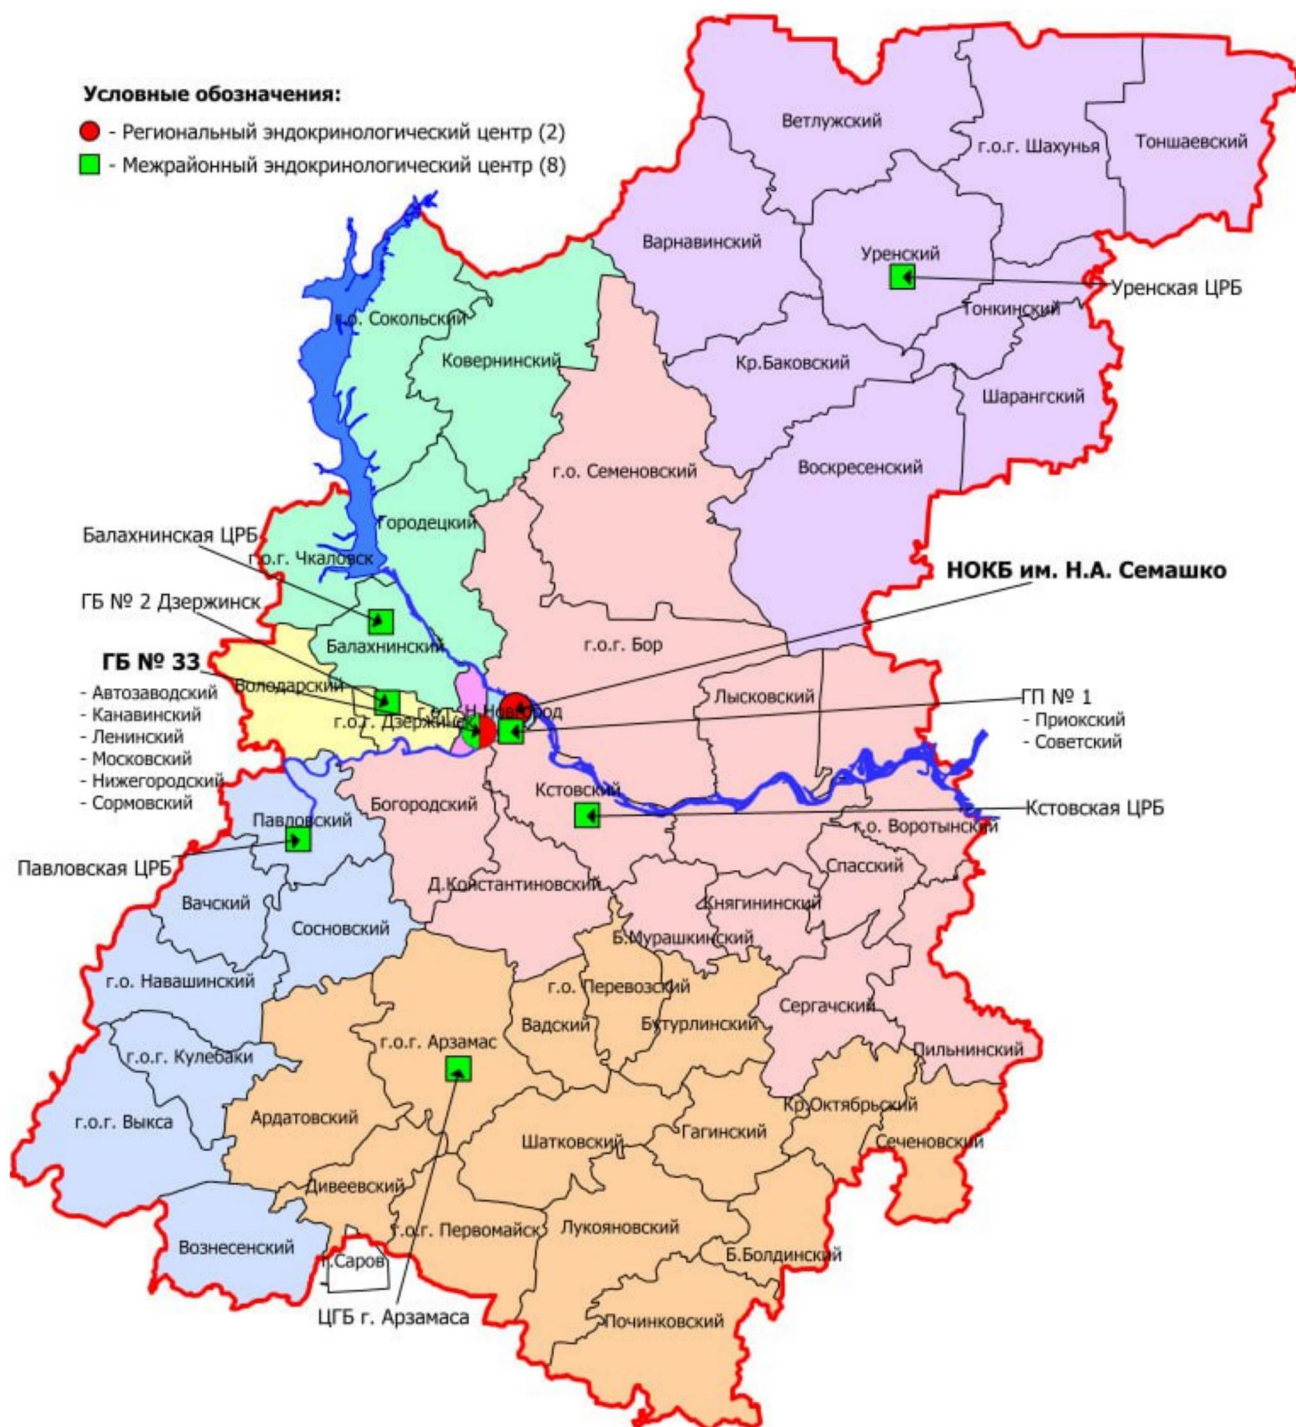 Условные обозначения:
- Региональный эндокринологический центр (2)
- Межрайонный эндокринологический центр (8)
Ветлужский
г.о.г. Шахунья
Тоншаевский
Варнавинский
Уренский
Уренская ЦРБ
г.о. Сокольский
Тонкинский
Ковернинский
Кр.Баковский
Шарангский
г.о. Семеновский
Воскресенский
Городецкий
Балахнинская ЦРБ
г.о.г. Чкаловск
НОКБ им. Н.А. Семашко
ГБ № 2 Дзержинск
Балахнинский
г.о.г. Бор
ГБ № 33
- Автозаводский
- Канавинский
- Ленинский
- Московский
- Нижегородский
- Сормовский
Володарский
Лысковский
ГП № 1
- Приокский
- Советский
г.о.г. Н.Новгород
г.о.г. Дзержинск
Богородский
Кстовский
Кстовская ЦРБ
Павловский
г.о. Воротынский
Павловская ЦРБ
Спасский
Вачский
Д.Константиновский
Княгининский
Сосновский
Б.Мурашкинский
г.о. Навашинский
г.о. Перевозский
Сергачский
Вадский
Бутурлинский
г.о.г. Арзамас
Пильнинский
г.о.г. Кулебаки
Кр.Октябрьский
г.о.г. Выкса
Ардатовский
Шатковский
Гагинский
Сеченовский
Дивеевский
г.о.г. Первомайск
Лукояновский
Вознесенский
г.Саров
Б.Болдинский
ЦГБ г. Арзамаса
Починковский